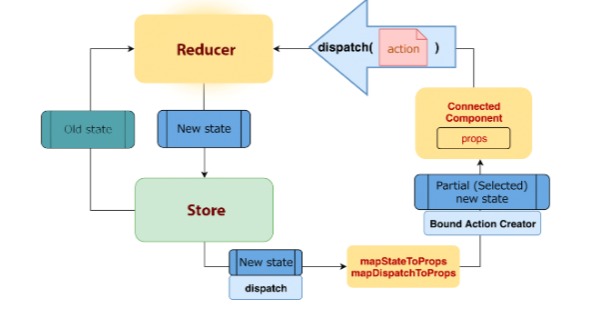 Reducer
dispatch( action )
Connected
Component
props
Old state
New state
Partial (Selected)
new state
Bound Action Creator
Store
New state
dispatch
mapStateToProps
mapDispatchToProps